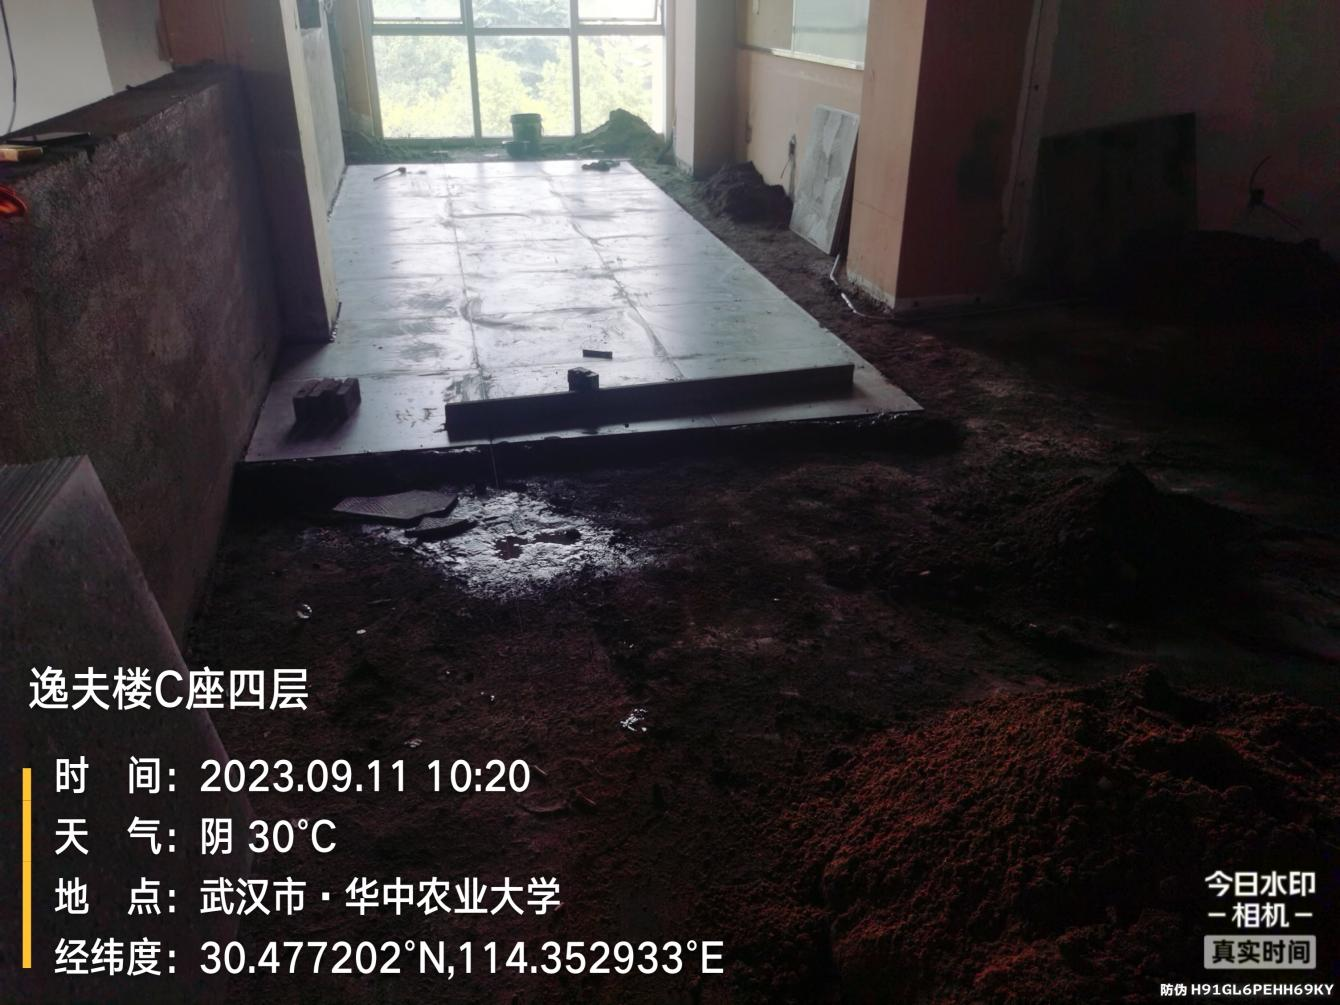 逸夫楼C座四层
时 间：2023.09.11 10:20
天 气：阴 30℃
地 点：武汉市·华中农业大学
经纬度：30.477202°N,114.352933°E
今日水印
相机
真实时间
防伪 H91GL6PEHH69KY